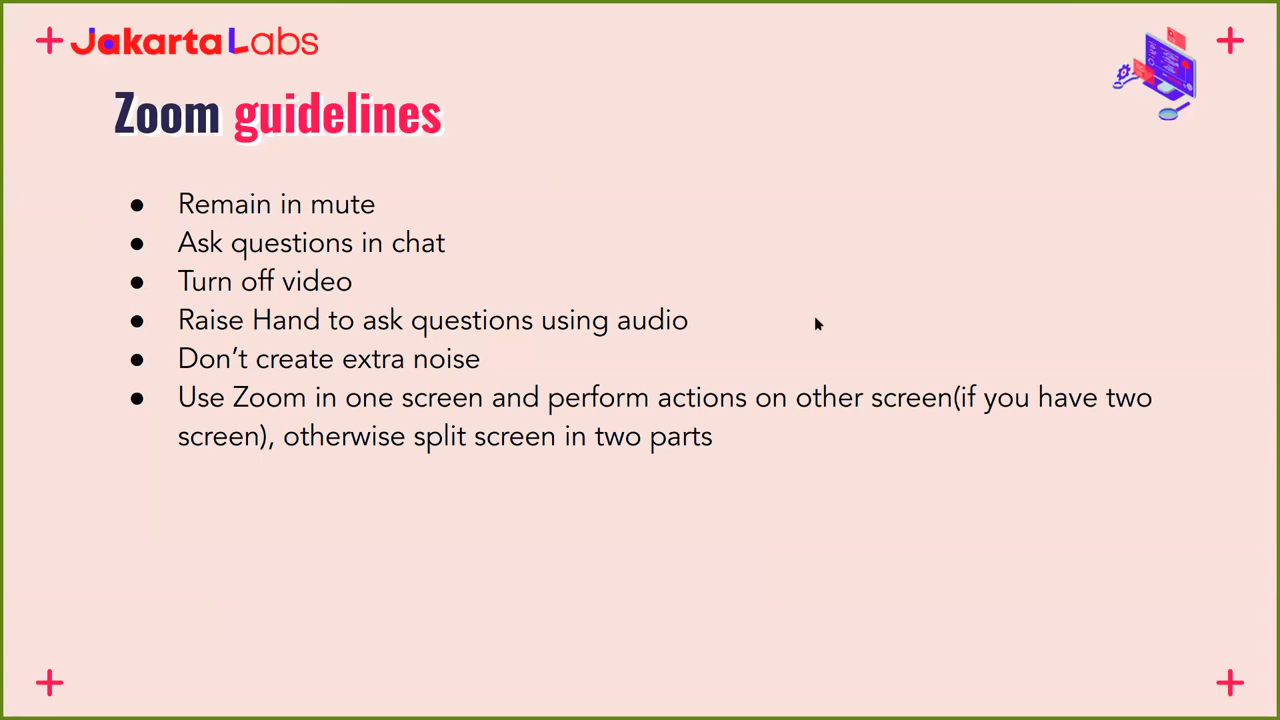 JakartaLabs
Zoom guidelines
● Remain in mute
● Ask questions in chat
● Turn off video
● Raise Hand to ask questions using audio
● Don’t create extra noise
● Use Zoom in one screen and perform actions on other screen(if you have two
screen), otherwise split screen in two parts